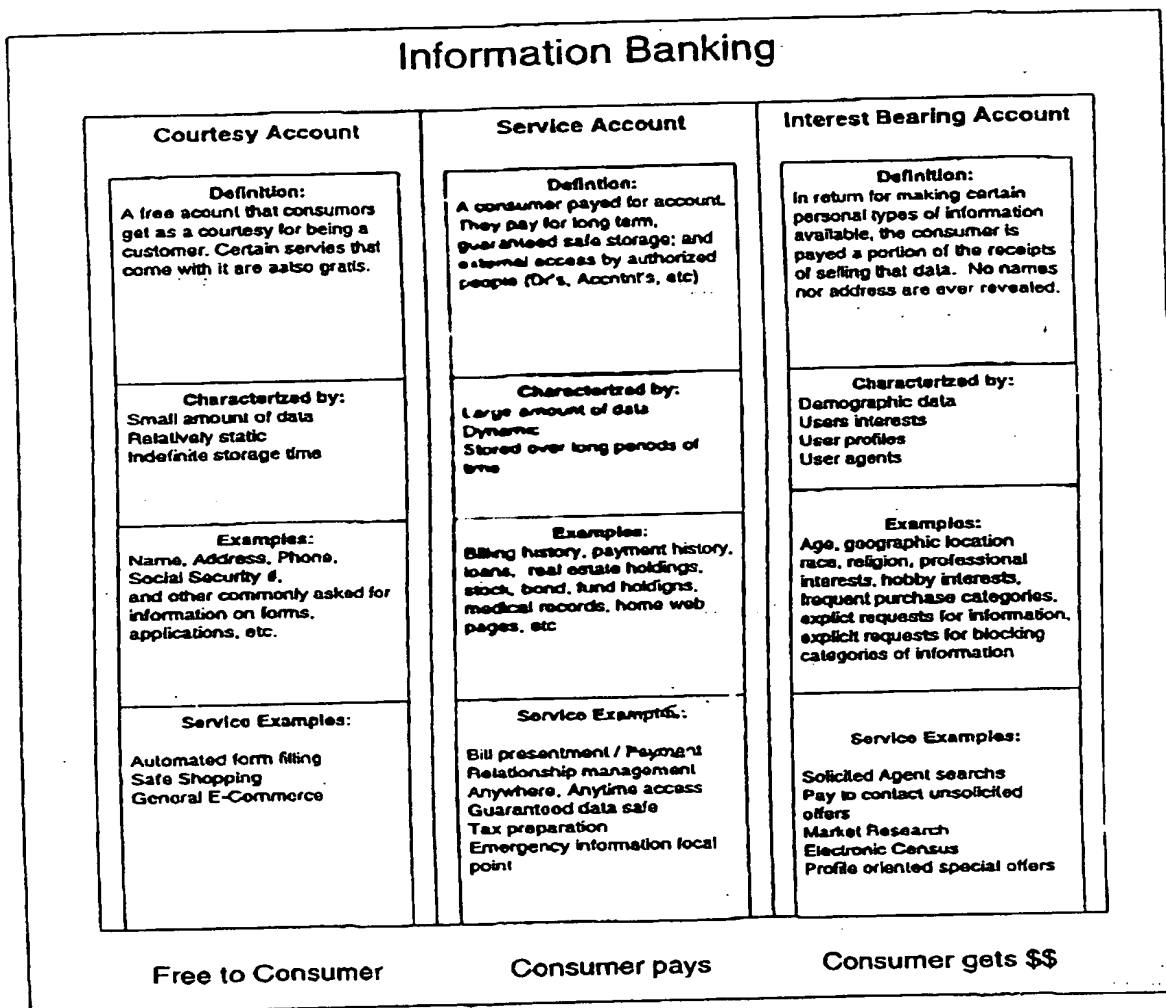 Information Banking
Courtesy Account
Definition:
A free acount that consumers
get as a courtesy for being a
customer. Certain servies that
come with it are aalso gratis.
Characterized by:
Small amount of data
Relatively static
Indefinite storage time
Examples:
Name, Address, Phone,
Social Security #,
and other commonly asked for
information on forms,
applications, etc.
Service Examples:
Automated form filling
Safe Shopping
General E-Commerce
Free to Consumer
Service Account
Defintion:
A consumer payed for account.
They pay for long term,
guaranteed safe storage; and
external access by authorized
people (Dr's, Accntnt's, etc)
Characterized by:
Large amount of data
Dynamic
Stored over long periods of
time
Examples:
Billing history, payment history,
loans, real estate holdings,
stock, bond, fund holdigns,
medical records, home web
pages, etc
Service Examples:
Bill presentment / Payment
Relationship management
Anywhere, Anytime access
Guaranteed data safe
Tax preparation
Emergency information focal
point
Consumer pays
Interest Bearing Account
Definition:
In return for making certain
personal types of information
available, the consumer is
payed a portion of the receipts
of selling that data. No names
nor address are ever revealed.
Characterized by:
Demographic data
Users interests
User profiles
User agents
Examples:
Age, geographic location
race, religion, professional
interests, hobby interests,
frequent purchase categories,
explict requests for information,
explicit requests for blocking
categories of information
Service Examples:
Solicited Agent searchs
Pay to contact unsolicited
offers
Market Research
Electronic Census
Profile oriented special offers
Consumer gets $$